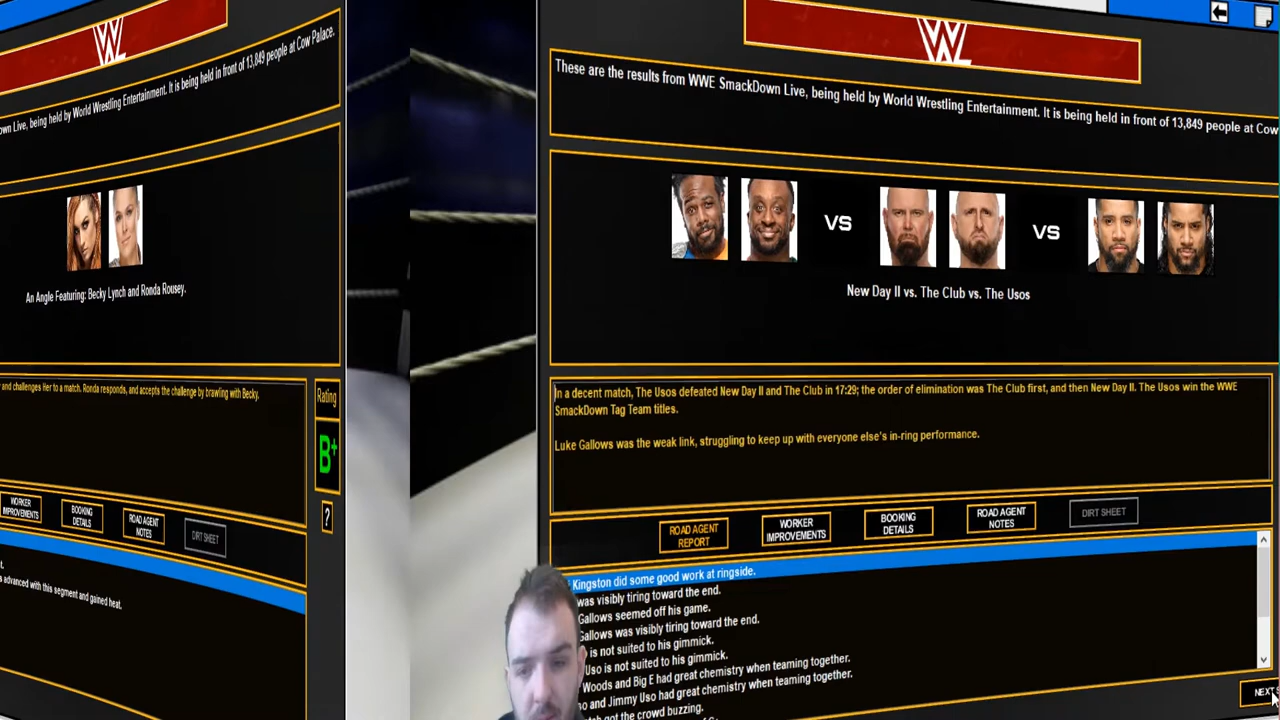 own Live, being held by World Wrestling Entertainment. It is being held in front of 13,849 people at Cow Palace.
An Angle Featuring: Becky Lynch and Ronda Rousey.
and challenges Her to a match. Ronda responds, and accepts the challenge by brawling with Becky.
Rating
B+
?
WORKER
IMPROVEMENTS
BOOKING
DETAILS
ROAD AGENT
NOTES
DIRT SHEET
advanced with this segment and gained heat.
These are the results from WWE SmackDown Live, being held by World Wrestling Entertainment. It is being held in front of 13,849 people at Cow
VS
VS
New Day II vs. The Club vs. The Usos
In a decent match, The Usos defeated New Day II and The Club in 17:29; the order of elimination was The Club first, and then New Day II. The Usos win the WWE
SmackDown Tag Team titles.
Luke Gallows was the weak link, struggling to keep up with everyone else's in-ring performance.
ROAD AGENT
REPORT
WORKER
IMPROVEMENTS
BOOKING
DETAILS
ROAD AGENT
NOTES
DIRT SHEET
Kingston did some good work at ringside.
was visibly tiring toward the end.
Gallows seemed off his game.
Gallows was visibly tiring toward the end.
is not suited to his gimmick.
Uso is not suited to his gimmick.
Woods and Big E had great chemistry when teaming together.
and Jimmy Uso had great chemistry when teaming together.
got the crowd buzzing.
NEXT